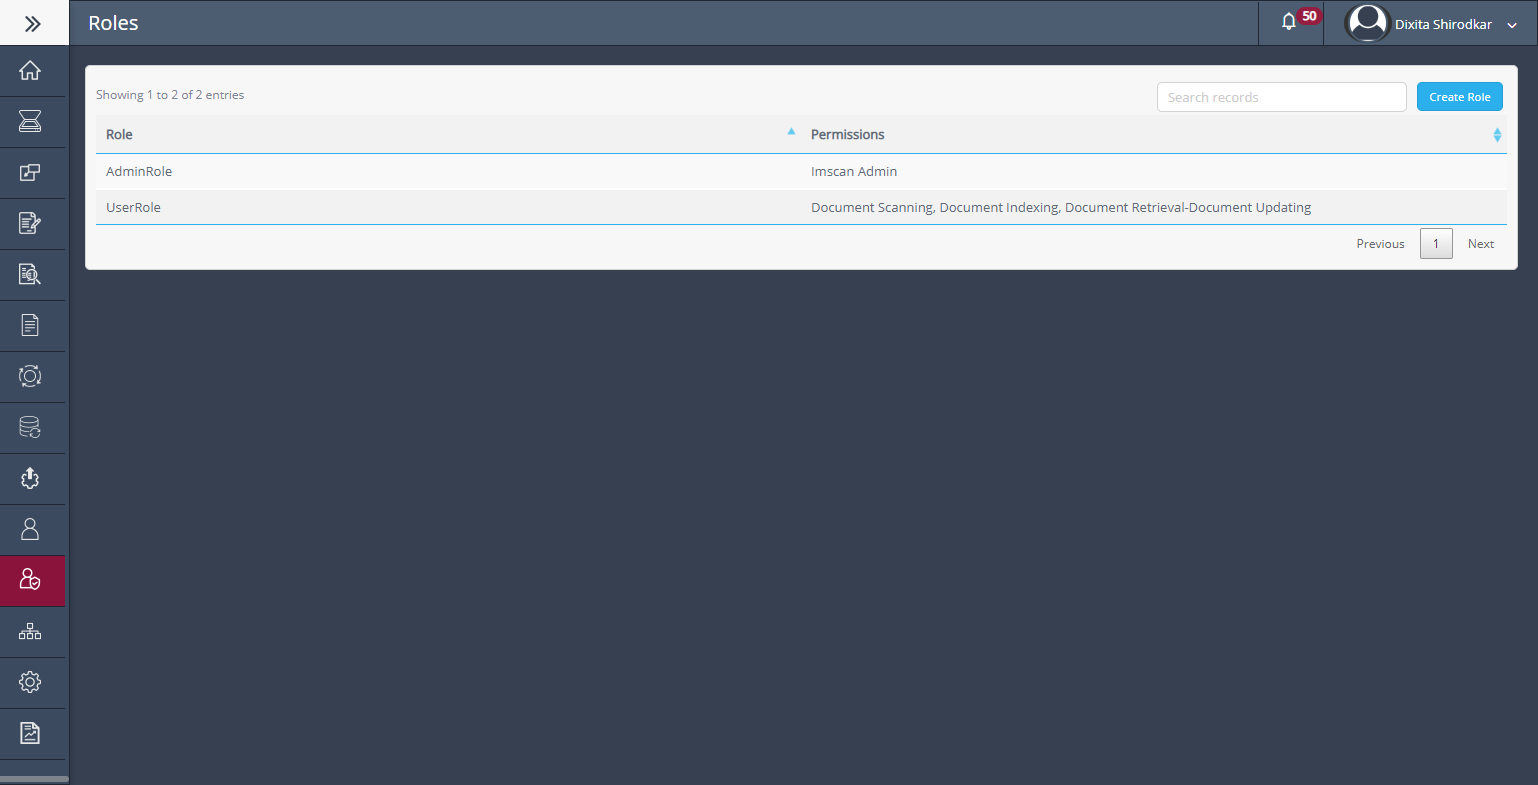 Roles
50
Dixita Shirodkar
Showing 1 to 2 of 2 entries
Search records
Create Role
Role Permissions
AdminRole Imscan Admin
UserRole Document Scanning, Document Indexing, Document Retrieval-Document Updating
Previous 1 Next